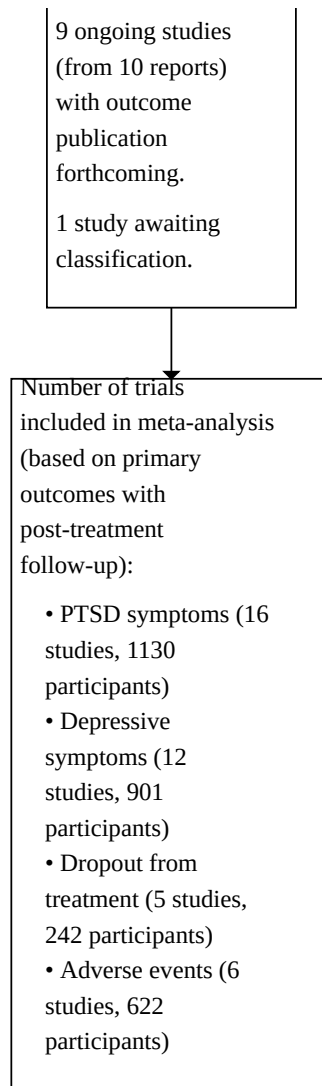 9 ongoing studies
(from 10 reports)
with outcome
publication
forthcoming.
1 study awaiting
classification.
Number of trials
included in meta-analysis
(based on primary
outcomes with
post-treatment
follow-up):
• PTSD symptoms (16
studies, 1130
participants)
• Depressive
symptoms (12
studies, 901
participants)
• Dropout from
treatment (5 studies,
242 participants)
• Adverse events (6
studies, 622
participants)